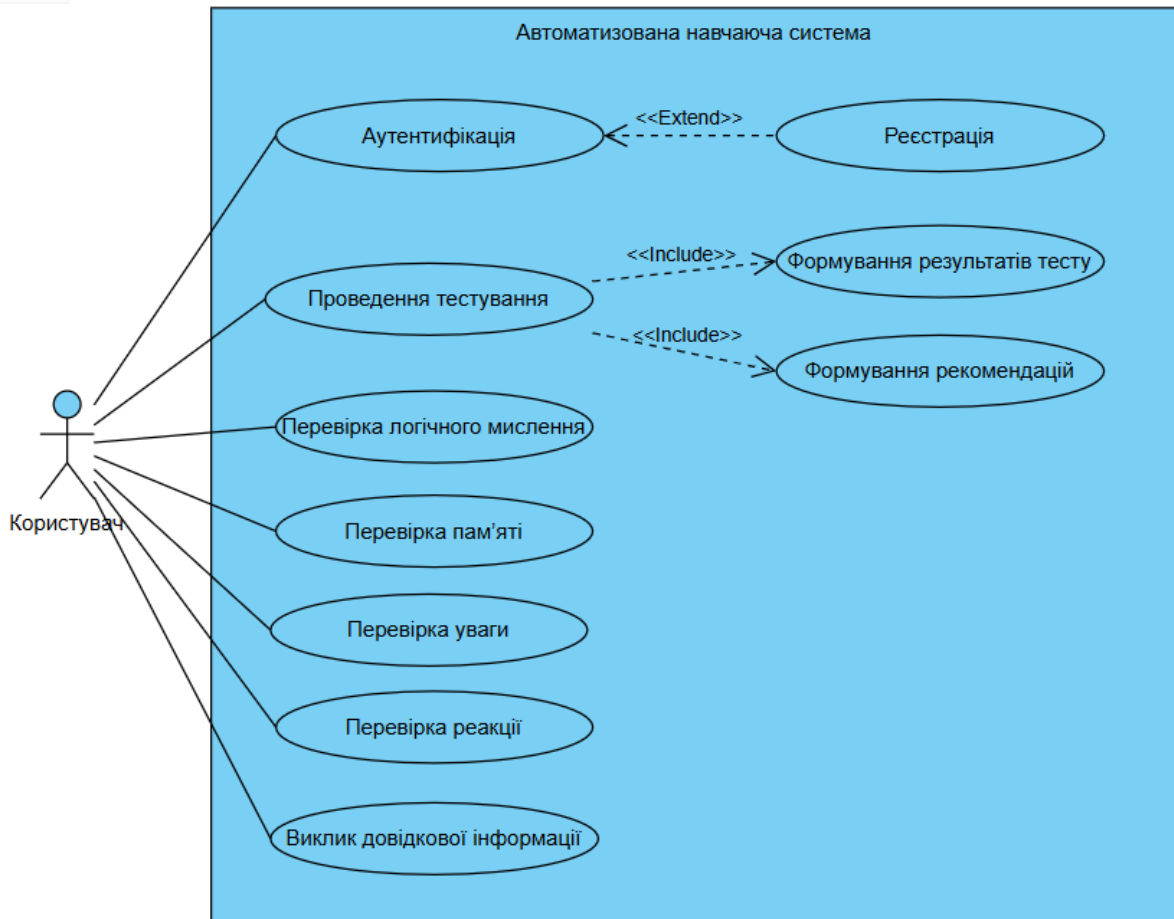 Автоматизована навчаюча система
Аутентифікація
<<Extend>>
Реєстрація
Проведення тестування
<<Include>>
Формування результатів тесту
<<Include>>
Формування рекомендацій
Перевірка логічного мислення
Користувач
Перевірка пам’яті
Перевірка уваги
Перевірка реакції
Виклик довідкової інформації